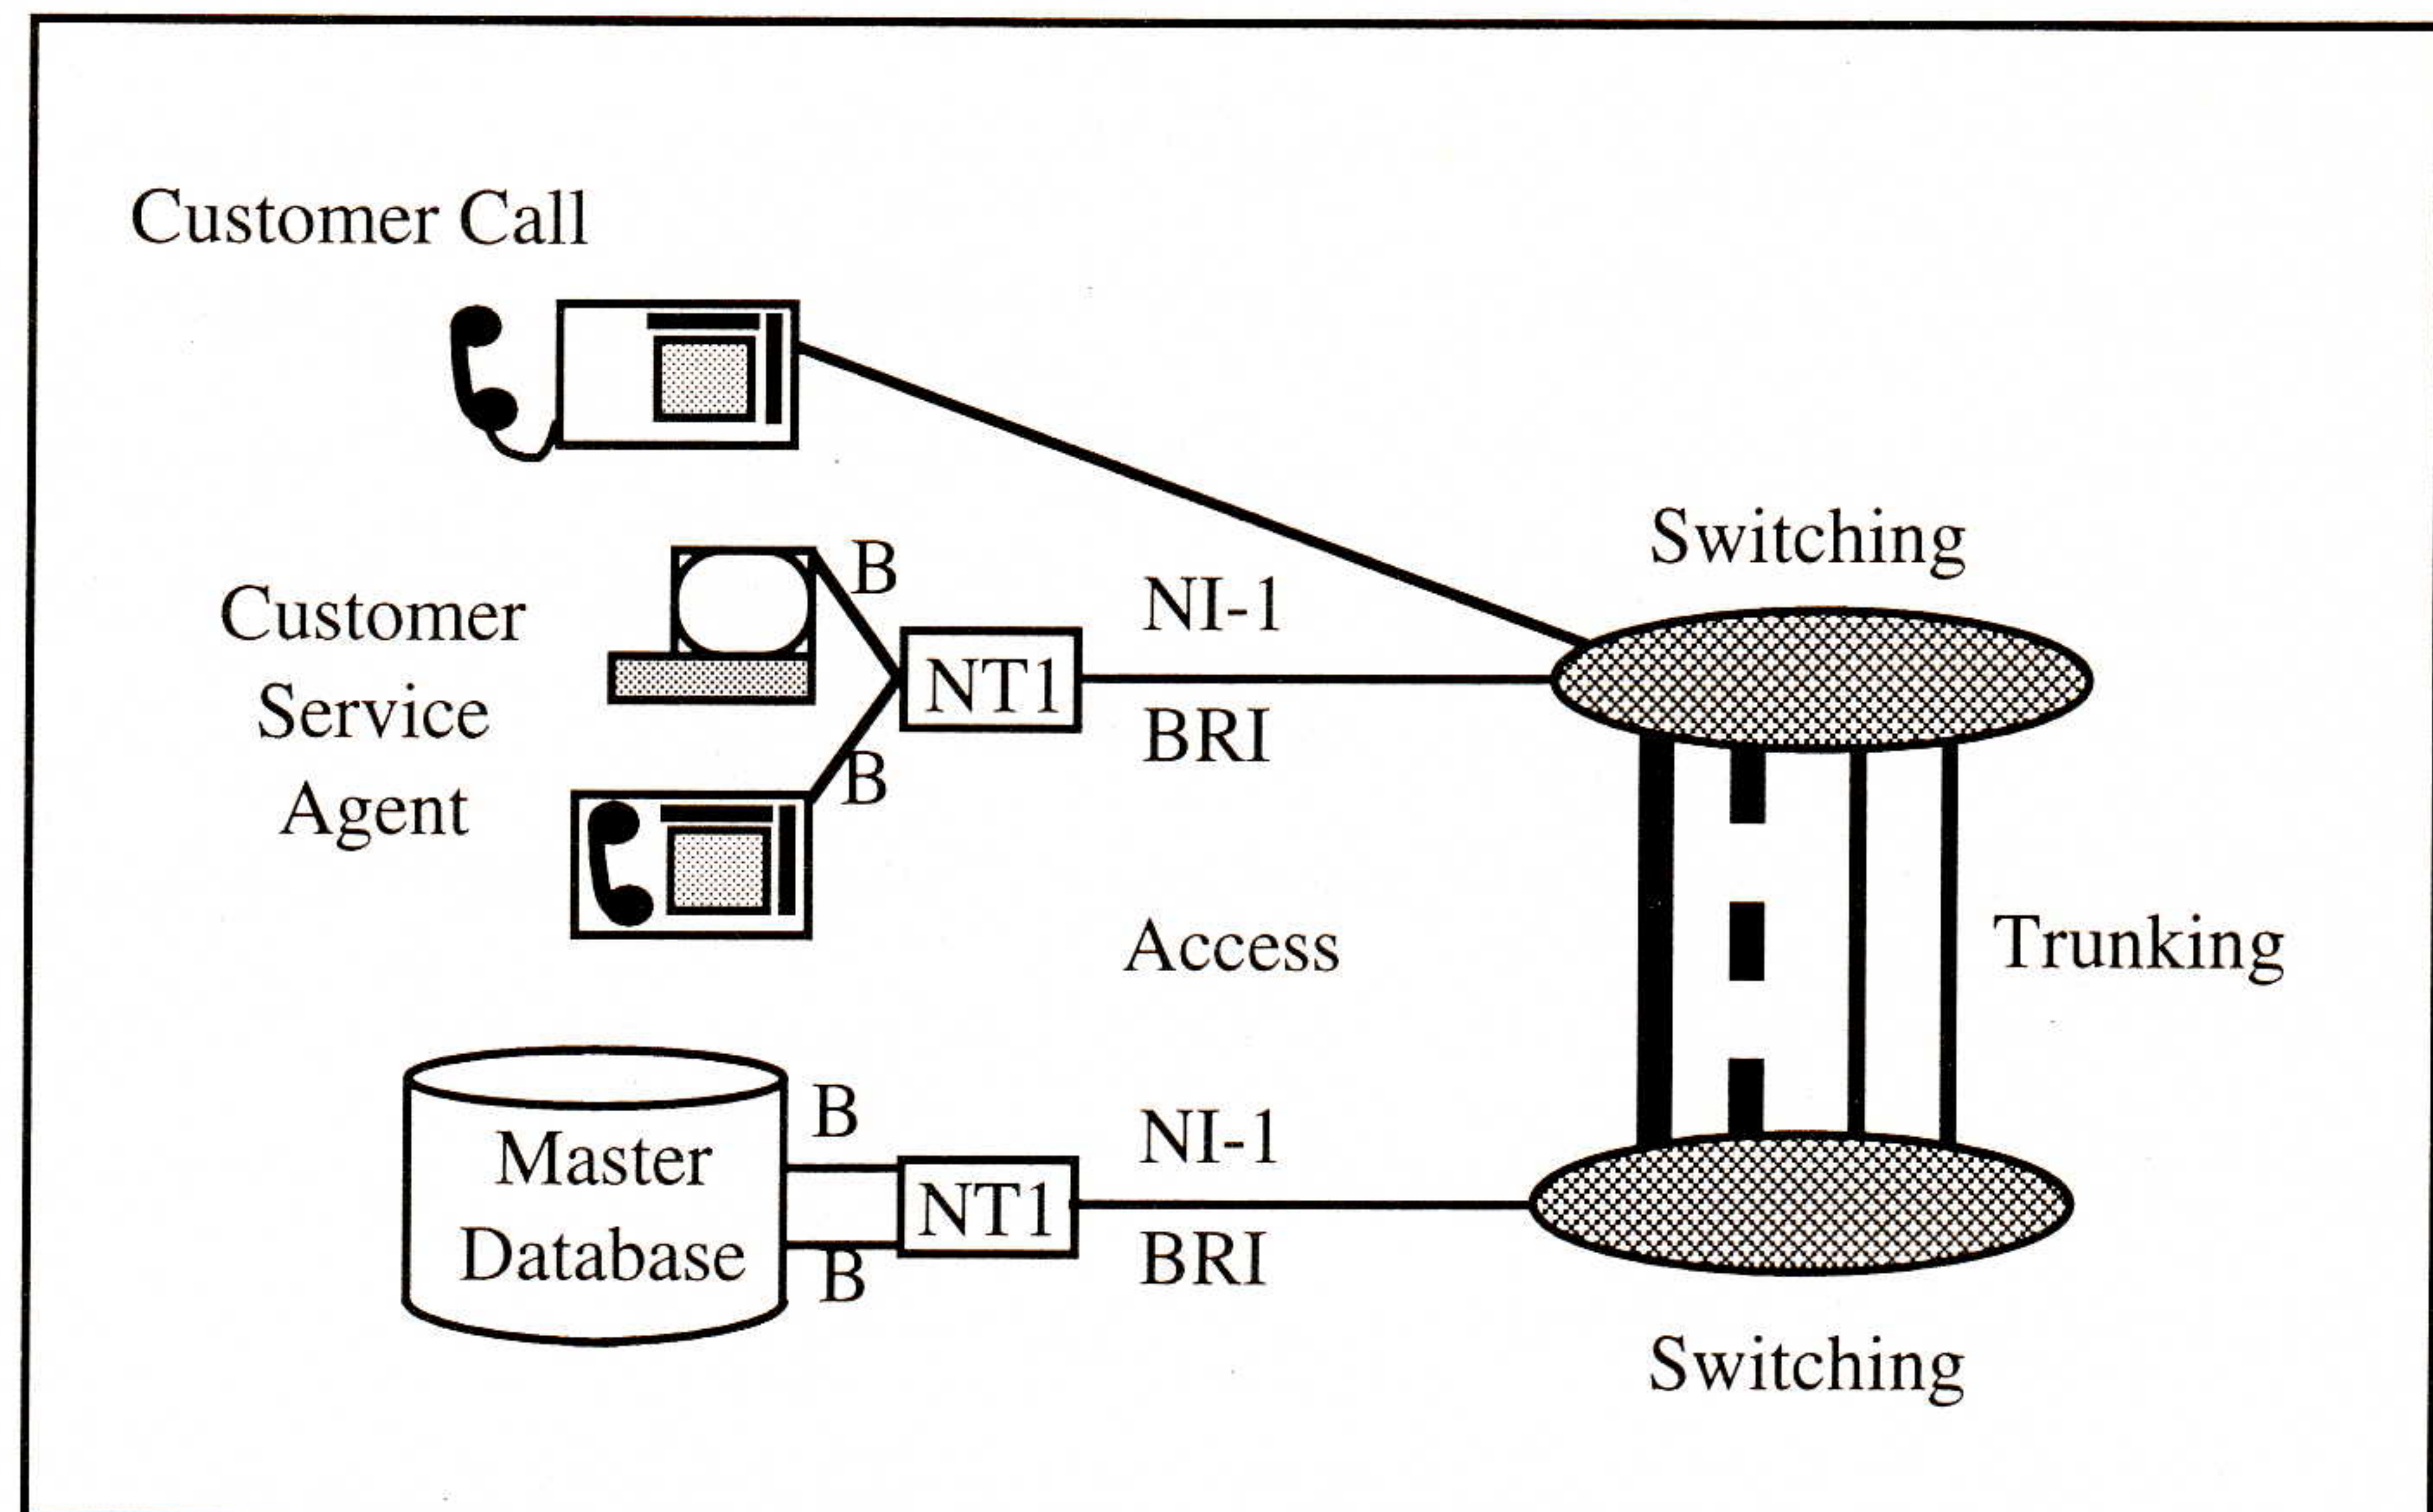 Customer Call
Switching
B
NI-1
Customer
Service
Agent
NT1
BRI
B
Access
Trunking
B
NI-1
Master
Database
NT1
BRI
B
Switching